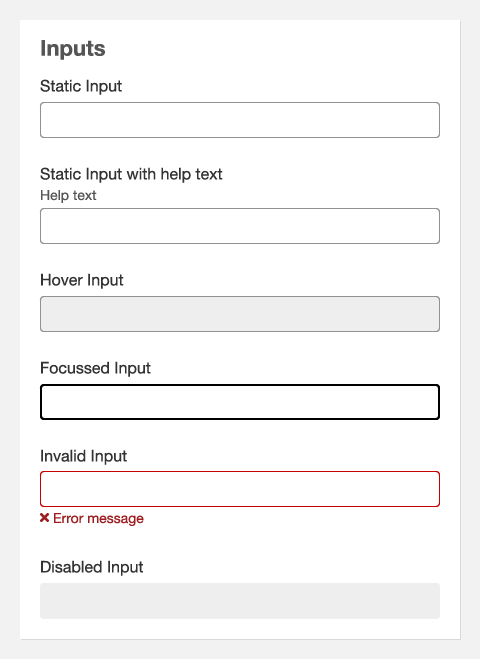 Inputs
Static Input
Static Input with help text
Help text
Hover Input
Focussed Input
Invalid Input
Error message
Disabled Input